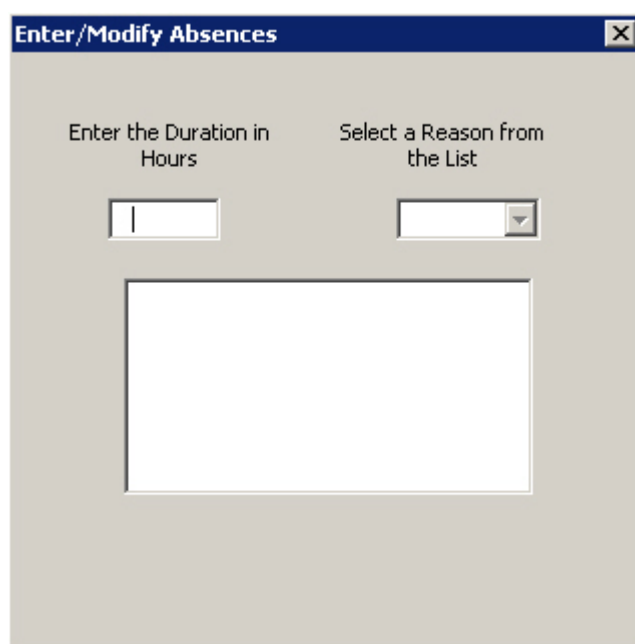 Enter/Modify Absences
Enter the Duration in
Hours
Select a Reason from
the List